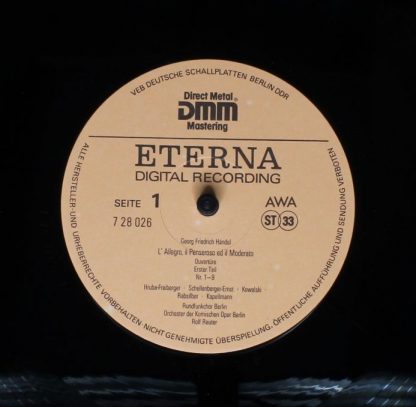 VEB DEUTSCHE SCHALLPLATTEN BERLIN DDR
Direct Metal
DMM®
Mastering
ETERNA
DIGITAL RECORDING
SEITE 1
AWA
7 28 026
ST 33
Georg Friedrich Händel
L' Allegro, il Penseroso ed il Moderato
Ouvertüre
Erster Teil
Nr. 1–8
Hruba-Freiberger · Schellenberger-Ernst · Kowalski
Rabsilber · Kapellmann
Rundfunkchor Berlin
Orchester der Komischen Oper Berlin
Rolf Reuter
ALLE HERSTELLER- UND URHEBERRECHTE VORBEHALTEN NICHT GENEHMIGTE ÜBERSPIELUNG, ÖFFENTLICHE AUFFÜHRUNG UND SENDUNG VERBOTEN